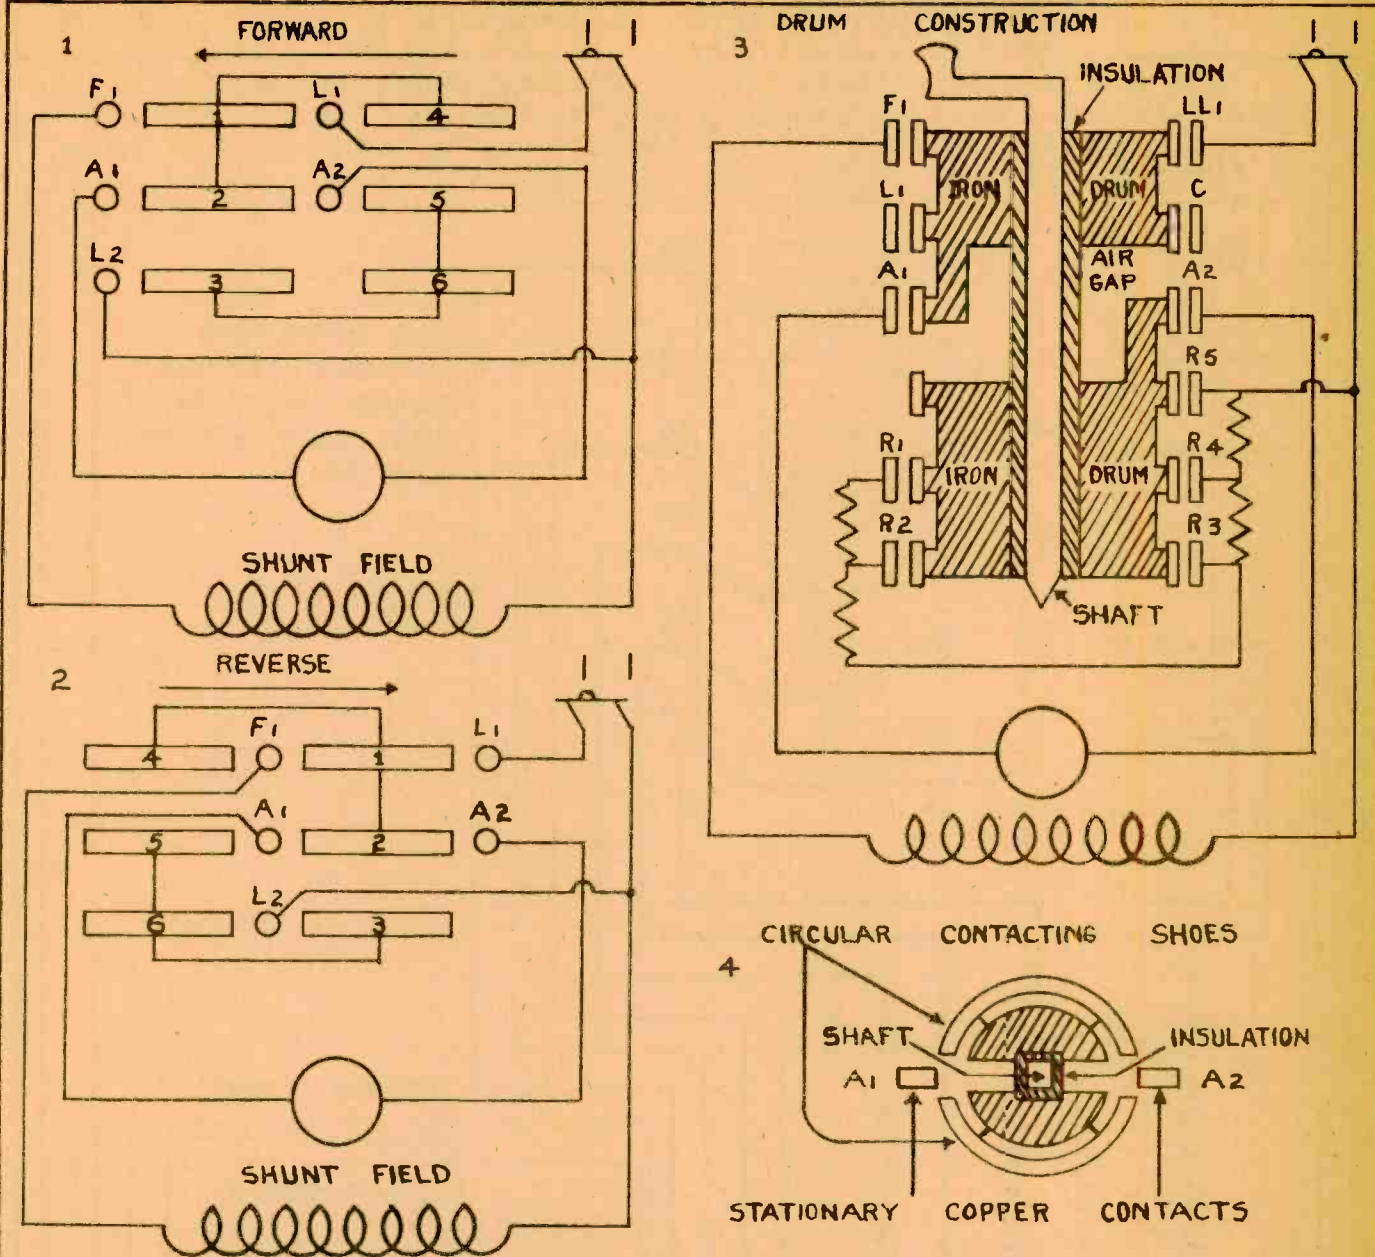 1
FORWARD
F1
1
L1
4
A1
2
A2
5
L2
3
6
SHUNT FIELD
2
REVERSE
4
F1
1
L1
5
A1
2
A2
6
L2
3
SHUNT FIELD
3
DRUM CONSTRUCTION
INSULATION
F1
LL1
L1
IRON
DRUM
C
A1
AIR
GAP
A2
R5
R1
IRON
DRUM
R4
R2
R3
SHAFT
4
CIRCULAR CONTACTING SHOES
SHAFT
INSULATION
A1
A2
STATIONARY COPPER CONTACTS